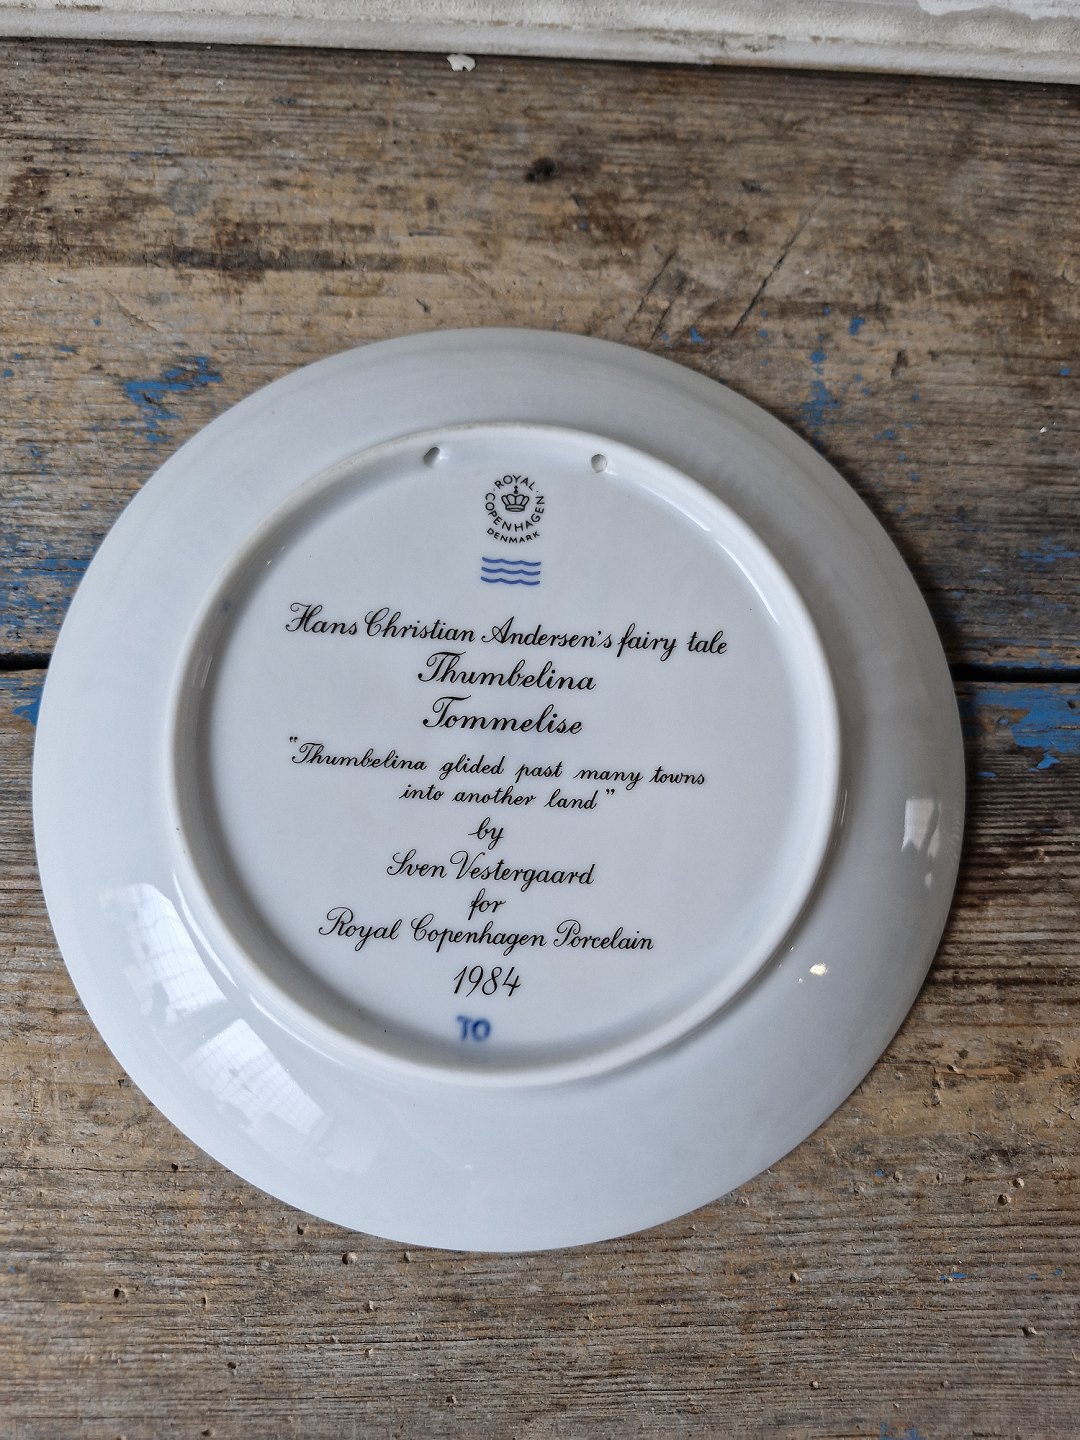 ROYAL
COPENHAGEN
DENMARK
Hans Christian Andersen's fairy tale
Thumbelina
Tommelise
"Thumbelina glided past many towns
into another land"
by
Sven Vestergaard
for
Royal Copenhagen Porcelain
1984
TO